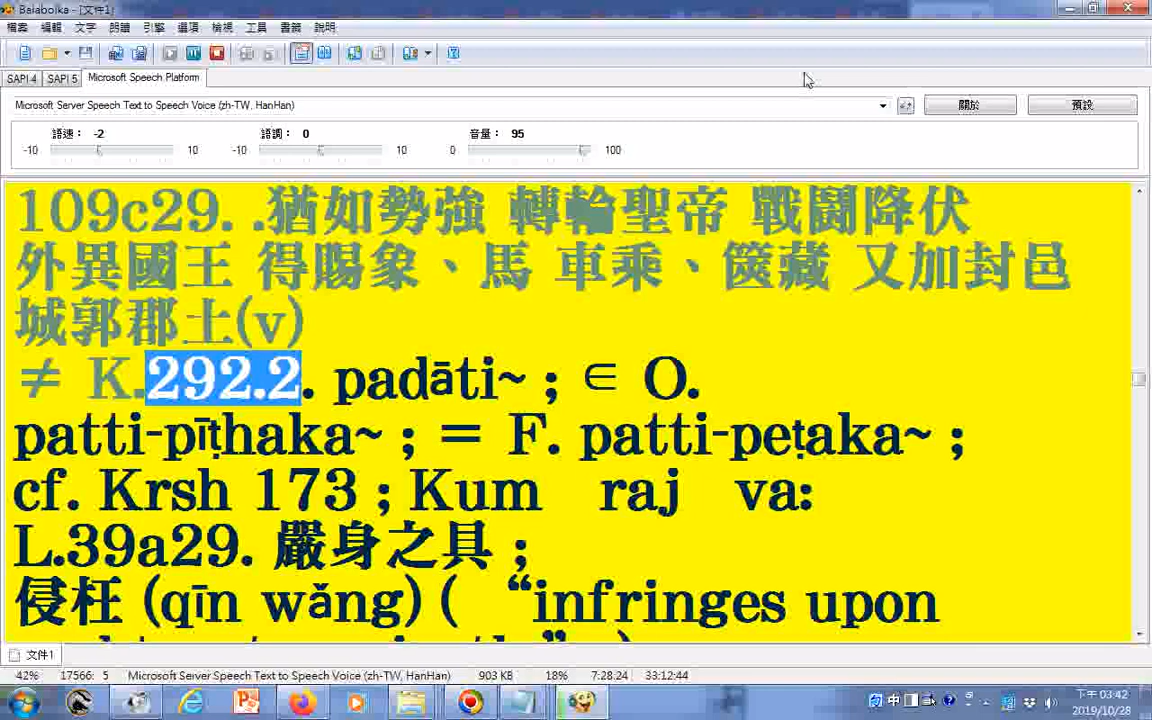 Balabolka - [文件1]
檔案 編輯 文字 朗讀 引擎 選項 檢視 工具 書籤 說明
SAPI 4 SAPI 5 Microsoft Speech Platform
Microsoft Server Speech Text to Speech Voice (zh-TW, HanHan) 關於 預設
語速： -2 語調： 0 音量： 95
-10 10 -10 10 0 100
109c29. .猶如勢強 轉輪聖帝 戰鬪降伏
外異國王 得賜象、馬 車乘、篋藏 又加封邑
城郭郡土(v)
≠ K.292.2. padāti~ ; ∈ O.
patti-pīṭhaka~ ; = F. patti-peṭaka~ ;
cf. Krsh 173 ; Kum raj va:
L.39a29. 嚴身之具 ;
侵枉 (qīn wǎng) ( “infringes upon
文件1
42% 17566: 5 Microsoft Server Speech Text to Speech Voice (zh-TW, HanHan) 903 KB 18% 7:28:24 33:12:44
中 下午 03:42
2019/10/28